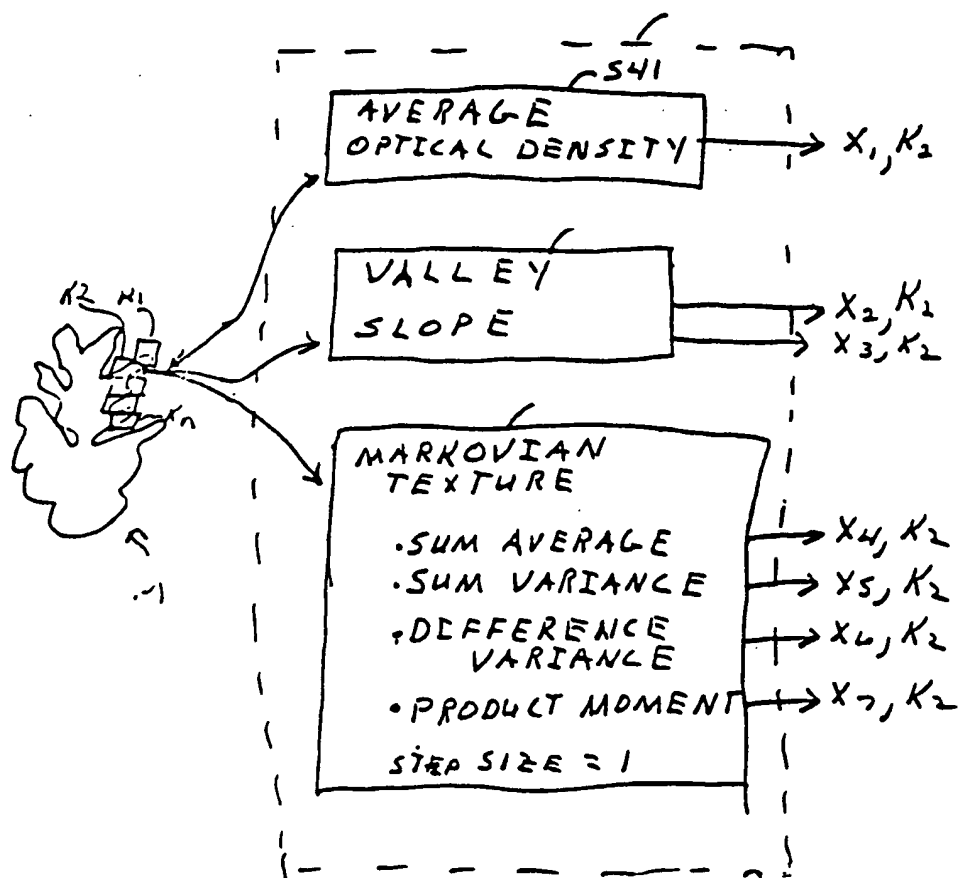 S41
AVERAGE
OPTICAL DENSITY
X1, K2
VALLEY
SLOPE
X2, K2
X3, K2
K2 K1
Kn
MARKOVIAN
TEXTURE
•SUM AVERAGE
•SUM VARIANCE
•DIFFERENCE
VARIANCE
•PRODUCT MOMENT
STEP SIZE = 1
X4, K2
X5, K2
X6, K2
X7, K2